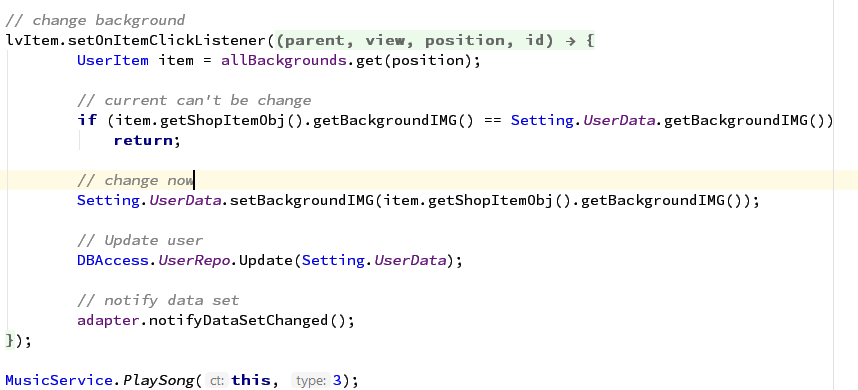 // change background
lvItem.setOnItemClickListener((parent, view, position, id) → {
        UserItem item = allBackgrounds.get(position);

        // current can't be change
        if (item.getShopItemObj().getBackgroundIMG() == Setting.UserData.getBackgroundIMG())
            return;

        // change now
        Setting.UserData.setBackgroundIMG(item.getShopItemObj().getBackgroundIMG());

        // Update user
        DBAccess.UserRepo.Update(Setting.UserData);

        // notify data set
        adapter.notifyDataSetChanged();
});

MusicService.PlaySong( ct: this, type: 3);